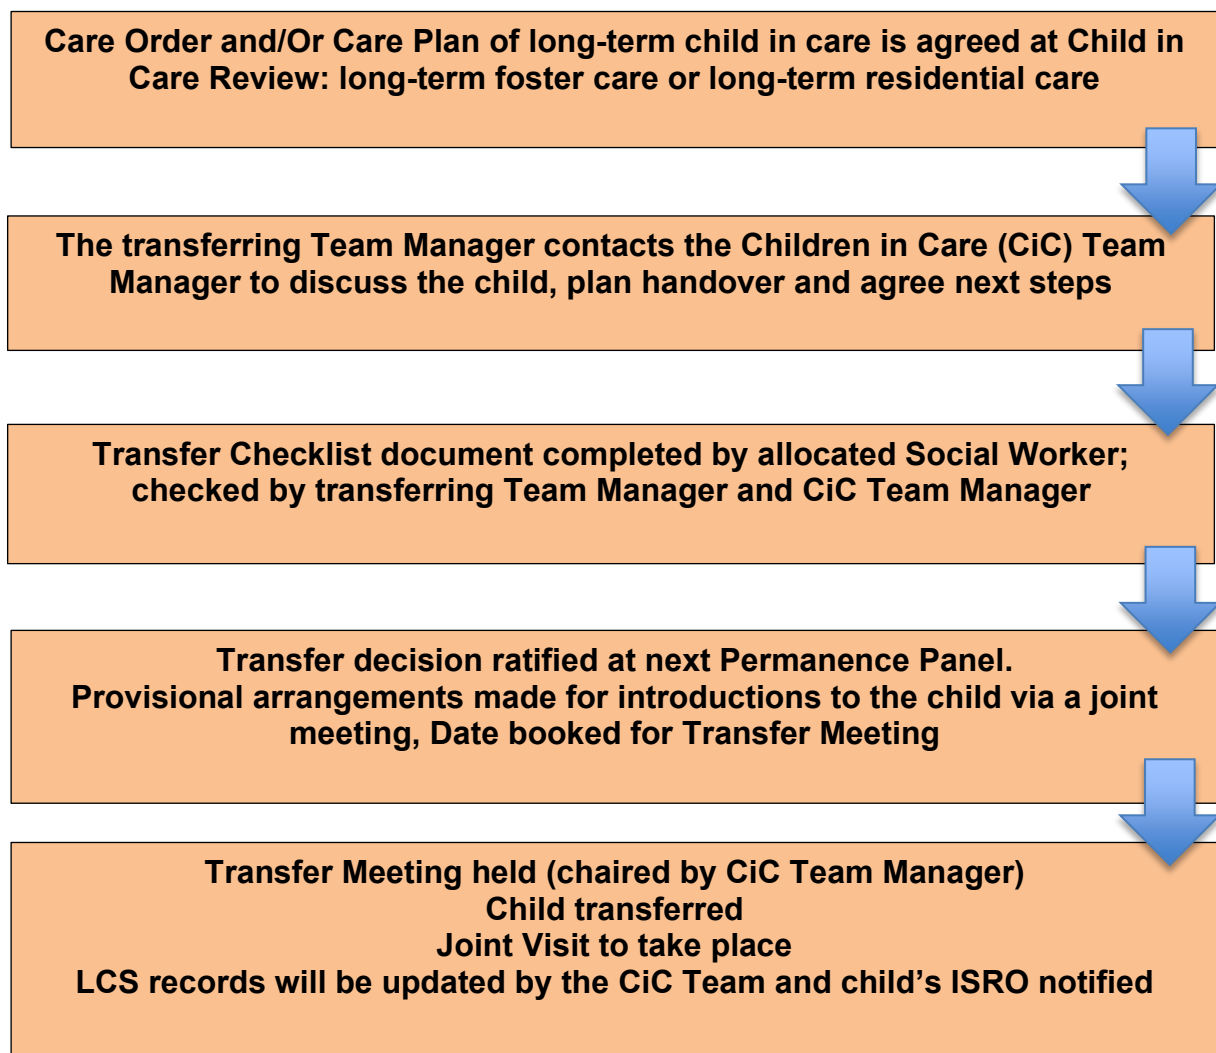 Care Order and/Or Care Plan of long-term child in care is agreed at Child in
Care Review: long-term foster care or long-term residential care
The transferring Team Manager contacts the Children in Care (CiC) Team
Manager to discuss the child, plan handover and agree next steps
Transfer Checklist document completed by allocated Social Worker;
checked by transferring Team Manager and CiC Team Manager
Transfer decision ratified at next Permanence Panel.
Provisional arrangements made for introductions to the child via a joint
meeting, Date booked for Transfer Meeting
Transfer Meeting held (chaired by CiC Team Manager)
Child transferred
Joint Visit to take place
LCS records will be updated by the CiC Team and child’s ISRO notified